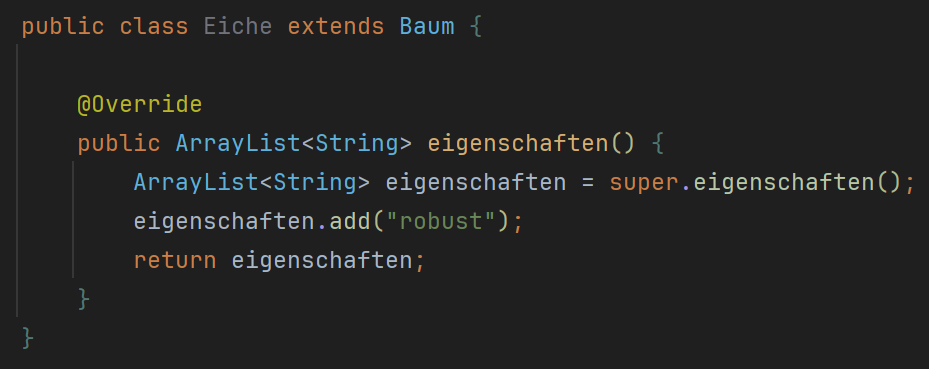 public class Eiche extends Baum {
@Override
public ArrayList<String> eigenschaften() {
ArrayList<String> eigenschaften = super.eigenschaften();
eigenschaften.add("robust");
return eigenschaften;
}
}